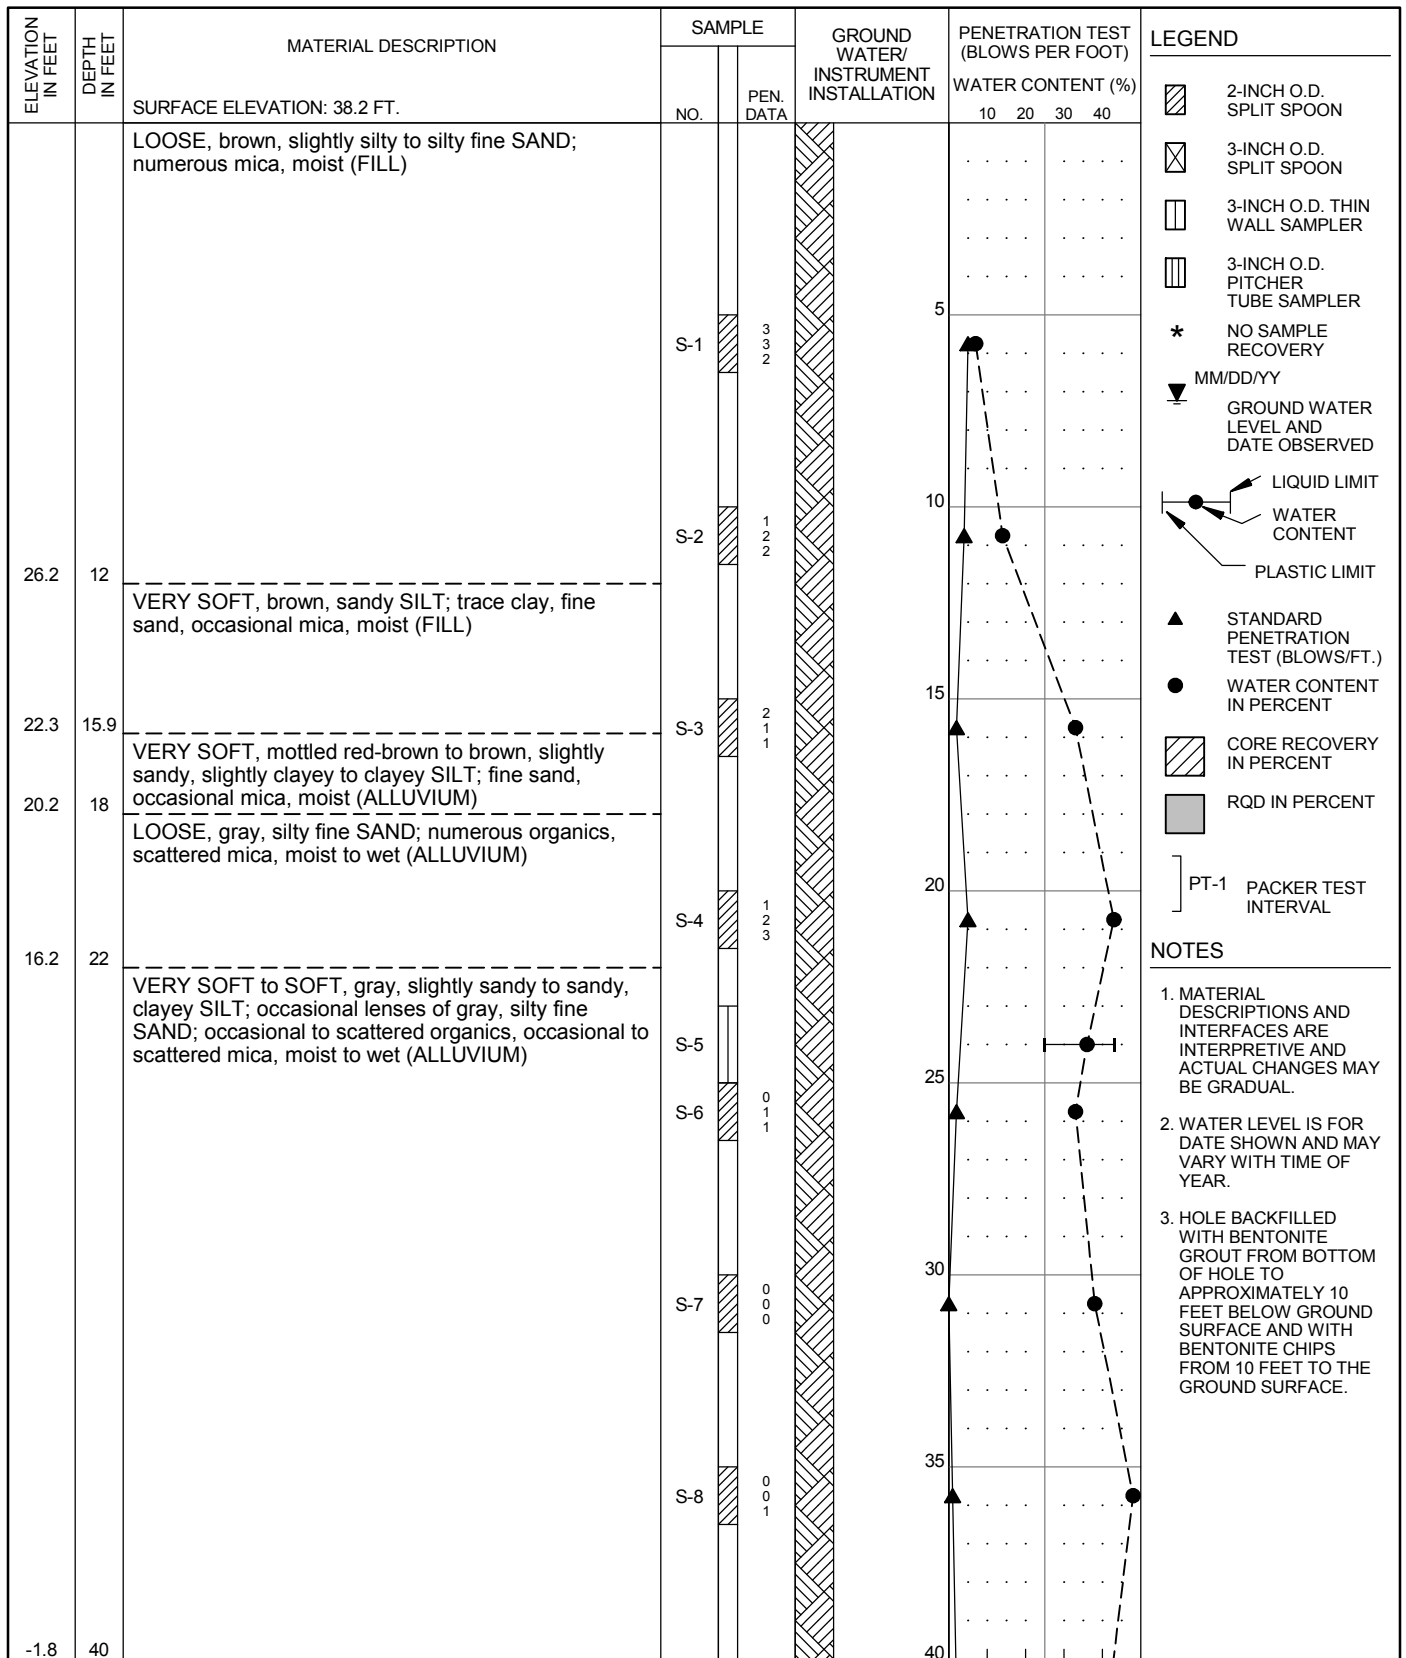 ELEVATION
IN FEET
DEPTH
IN FEET
MATERIAL DESCRIPTION
SURFACE ELEVATION: 38.2 FT.
SAMPLE
NO.
PEN.
DATA
GROUND
WATER/
INSTRUMENT
INSTALLATION
PENETRATION TEST
(BLOWS PER FOOT)
WATER CONTENT (%)
10 20 30 40
LOOSE, brown, slightly silty to silty fine SAND;
numerous mica, moist (FILL)
5
S-1
3
3
2
10
S-2
1
2
2
26.2 12
VERY SOFT, brown, sandy SILT; trace clay, fine
sand, occasional mica, moist (FILL)
15
S-3
2
1
1
22.3 15.9
VERY SOFT, mottled red-brown to brown, slightly
sandy, slightly clayey to clayey SILT; fine sand,
occasional mica, moist (ALLUVIUM)
20.2 18
LOOSE, gray, silty fine SAND; numerous organics,
scattered mica, moist to wet (ALLUVIUM)
20
S-4
1
2
3
16.2 22
VERY SOFT to SOFT, gray, slightly sandy to sandy,
clayey SILT; occasional lenses of gray, silty fine
SAND; occasional to scattered organics, occasional to
scattered mica, moist to wet (ALLUVIUM)
S-5
25
S-6
0
1
1
30
S-7
0
0
0
35
S-8
0
0
1
-1.8 40
40
LEGEND
2-INCH O.D.
SPLIT SPOON
3-INCH O.D.
SPLIT SPOON
3-INCH O.D. THIN
WALL SAMPLER
3-INCH O.D.
PITCHER
TUBE SAMPLER
* NO SAMPLE
RECOVERY
MM/DD/YY
GROUND WATER
LEVEL AND
DATE OBSERVED
LIQUID LIMIT
WATER
CONTENT
PLASTIC LIMIT
STANDARD
PENETRATION
TEST (BLOWS/FT.)
WATER CONTENT
IN PERCENT
CORE RECOVERY
IN PERCENT
RQD IN PERCENT
PT-1 PACKER TEST
INTERVAL
NOTES
1. MATERIAL
DESCRIPTIONS AND
INTERFACES ARE
INTERPRETIVE AND
ACTUAL CHANGES MAY
BE GRADUAL.
2. WATER LEVEL IS FOR
DATE SHOWN AND MAY
VARY WITH TIME OF
YEAR.
3. HOLE BACKFILLED
WITH BENTONITE
GROUT FROM BOTTOM
OF HOLE TO
APPROXIMATELY 10
FEET BELOW GROUND
SURFACE AND WITH
BENTONITE CHIPS
FROM 10 FEET TO THE
GROUND SURFACE.